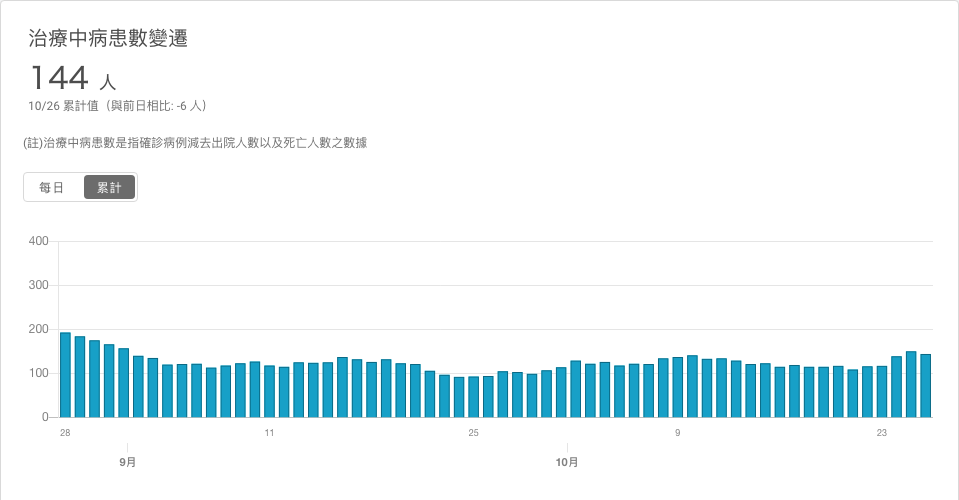 治療中病患數變遷
144 人
10/26 累計值（與前日相比: -6 人）
(註)治療中病患數是指確診病例減去出院人數以及死亡人數之數據
每日 累計
400
300
200
100
0
28 11 25 9 23
9月 10月